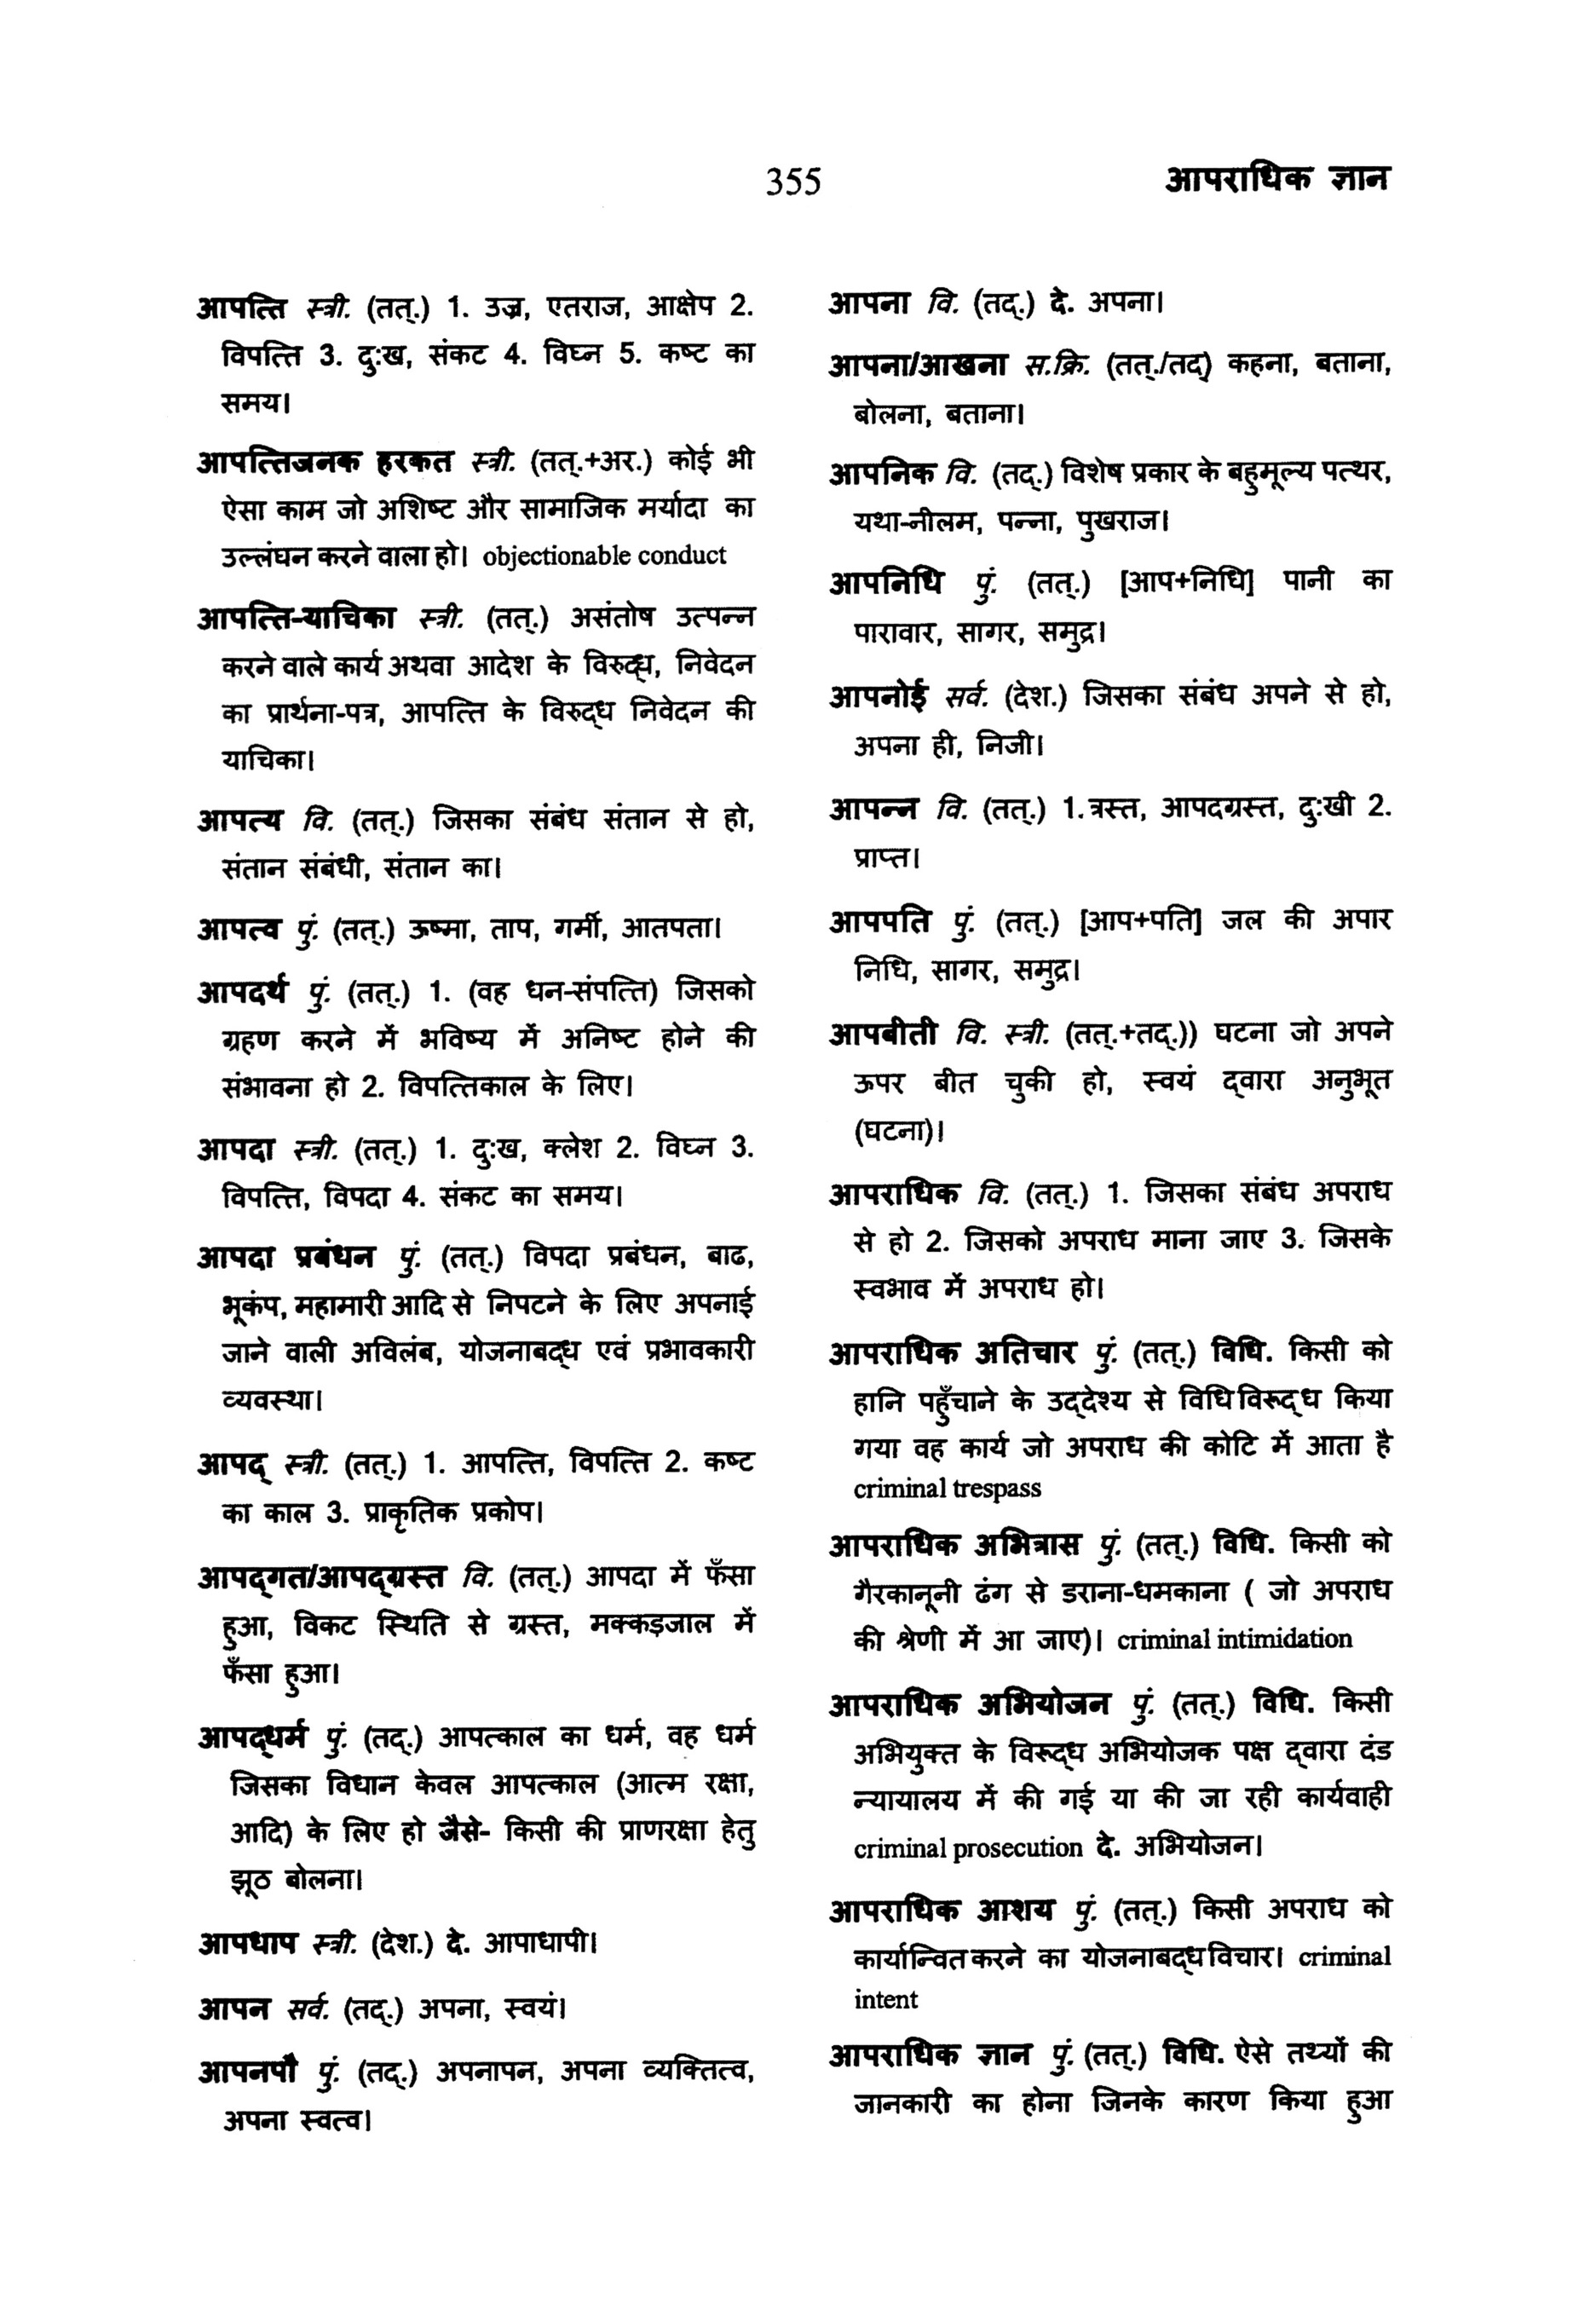 355
आपराधिक ज्ञान
आपत्ति स्त्री. (तत्.) 1. उज्र, एतराज, आक्षेप 2.
विपत्ति 3. दु:ख, संकट 4. विघ्न 5. कष्ट का
समय।
आपत्तिजनक हरकत स्त्री. (तत्.+अर.) कोई भी
ऐसा काम जो अशिष्ट और सामाजिक मर्यादा का
उल्लंघन करने वाला हो। objectionable conduct
आपत्ति-याचिका स्त्री. (तत्.) असंतोष उत्पन्न
करने वाले कार्य अथवा आदेश के विरुद्ध, निवेदन
का प्रार्थना-पत्र, आपत्ति के विरुद्ध निवेदन की
याचिका।
आपत्य वि. (तत्.) जिसका संबंध संतान से हो,
संतान संबंधी, संतान का।
आपत्व पुं. (तत्.) ऊष्मा, ताप, गर्मी, आतपता।
आपदर्थ पुं. (तत्.) 1. (वह धन-संपत्ति) जिसको
ग्रहण करने में भविष्य में अनिष्ट होने की
संभावना हो 2. विपत्तिकाल के लिए।
आपदा स्त्री. (तत्.) 1. दु:ख, क्लेश 2. विघ्न 3.
विपत्ति, विपदा 4. संकट का समय।
आपदा प्रबंधन पुं. (तत्.) विपदा प्रबंधन, बाढ,
भूकंप, महामारी आदि से निपटने के लिए अपनाई
जाने वाली अविलंब, योजनाबद्ध एवं प्रभावकारी
व्यवस्था।
आपद् स्त्री. (तत्.) 1. आपत्ति, विपत्ति 2. कष्ट
का काल 3. प्राकृतिक प्रकोप।
आपद्गत/आपद्ग्रस्त वि. (तत्.) आपदा में फँसा
हुआ, विकट स्थिति से ग्रस्त, मक्कड़जाल में
फँसा हुआ।
आपद्धर्म पुं. (तद्.) आपत्काल का धर्म, वह धर्म
जिसका विधान केवल आपत्काल (आत्म रक्षा,
आदि) के लिए हो जैसे- किसी की प्राणरक्षा हेतु
झूठ बोलना।
आपधाप स्त्री. (देश.) दे. आपाधापी।
आपन सर्व. (तद्.) अपना, स्वयं।
आपनपौ पुं. (तद्.) अपनापन, अपना व्यक्तित्व,
अपना स्वत्व।
आपना वि. (तद्.) दे. अपना।
आपना/आखना स.क्रि. (तत्./तद्) कहना, बताना,
बोलना, बताना।
आपनिक वि. (तद्.) विशेष प्रकार के बहुमूल्य पत्थर,
यथा-नीलम, पन्ना, पुखराज।
आपनिधि पुं. (तत्.) [आप+निधि] पानी का
पारावार, सागर, समुद्र।
आपनोई सर्व. (देश.) जिसका संबंध अपने से हो,
अपना ही, निजी।
आपन्न वि. (तत्.) 1. त्रस्त, आपदग्रस्त, दु:खी 2.
प्राप्त।
आपपति पुं. (तत्.) [आप+पति] जल की अपार
निधि, सागर, समुद्र।
आपबीती वि. स्त्री. (तत्.+तद्.)) घटना जो अपने
ऊपर बीत चुकी हो, स्वयं द्वारा अनुभूत
(घटना)।
आपराधिक वि. (तत्.) 1. जिसका संबंध अपराध
से हो 2. जिसको अपराध माना जाए 3. जिसके
स्वभाव में अपराध हो।
आपराधिक अतिचार पुं. (तत्.) विधि. किसी को
हानि पहुँचाने के उद्देश्य से विधि विरूद्ध किया
गया वह कार्य जो अपराध की कोटि में आता है
criminal trespass
आपराधिक अभित्रास पुं. (तत्.) विधि. किसी को
गैरकानूनी ढंग से डराना-धमकाना ( जो अपराध
की श्रेणी में आ जाए)। criminal intimidation
आपराधिक अभियोजन पुं. (तत्.) विधि. किसी
अभियुक्त के विरूद्ध अभियोजक पक्ष द्वारा दंड
न्यायालय में की गई या की जा रही कार्यवाही
criminal prosecution दे. अभियोजन।
आपराधिक आशय पुं. (तत्.) किसी अपराध को
कार्यान्वित करने का योजनाबद्ध विचार। criminal
intent
आपराधिक ज्ञान पुं. (तत्.) विधि. ऐसे तथ्यों की
जानकारी का होना जिनके कारण किया हुआ